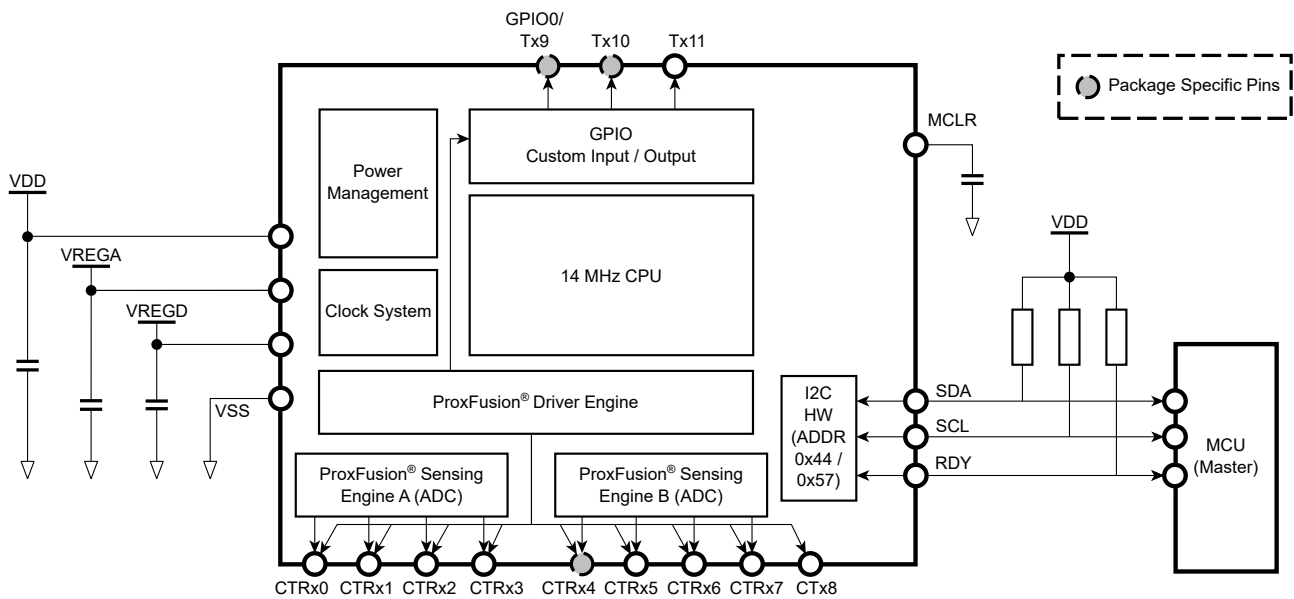 GPIO0/
Tx9
Tx10
Tx11
Package Specific Pins
MCLR
GPIO
Custom Input / Output
Power
Management
VDD
VREGA
VREGD
VSS
14 MHz CPU
Clock System
VDD
ProxFusion® Driver Engine
I2C
HW
(ADDR
0x44 /
0x57)
SDA
SCL
RDY
MCU
(Master)
ProxFusion® Sensing
Engine A (ADC)
ProxFusion® Sensing
Engine B (ADC)
CTRx0
CTRx1
CTRx2
CTRx3
CTRx4
CTRx5
CTRx6
CTRx7
CTx8